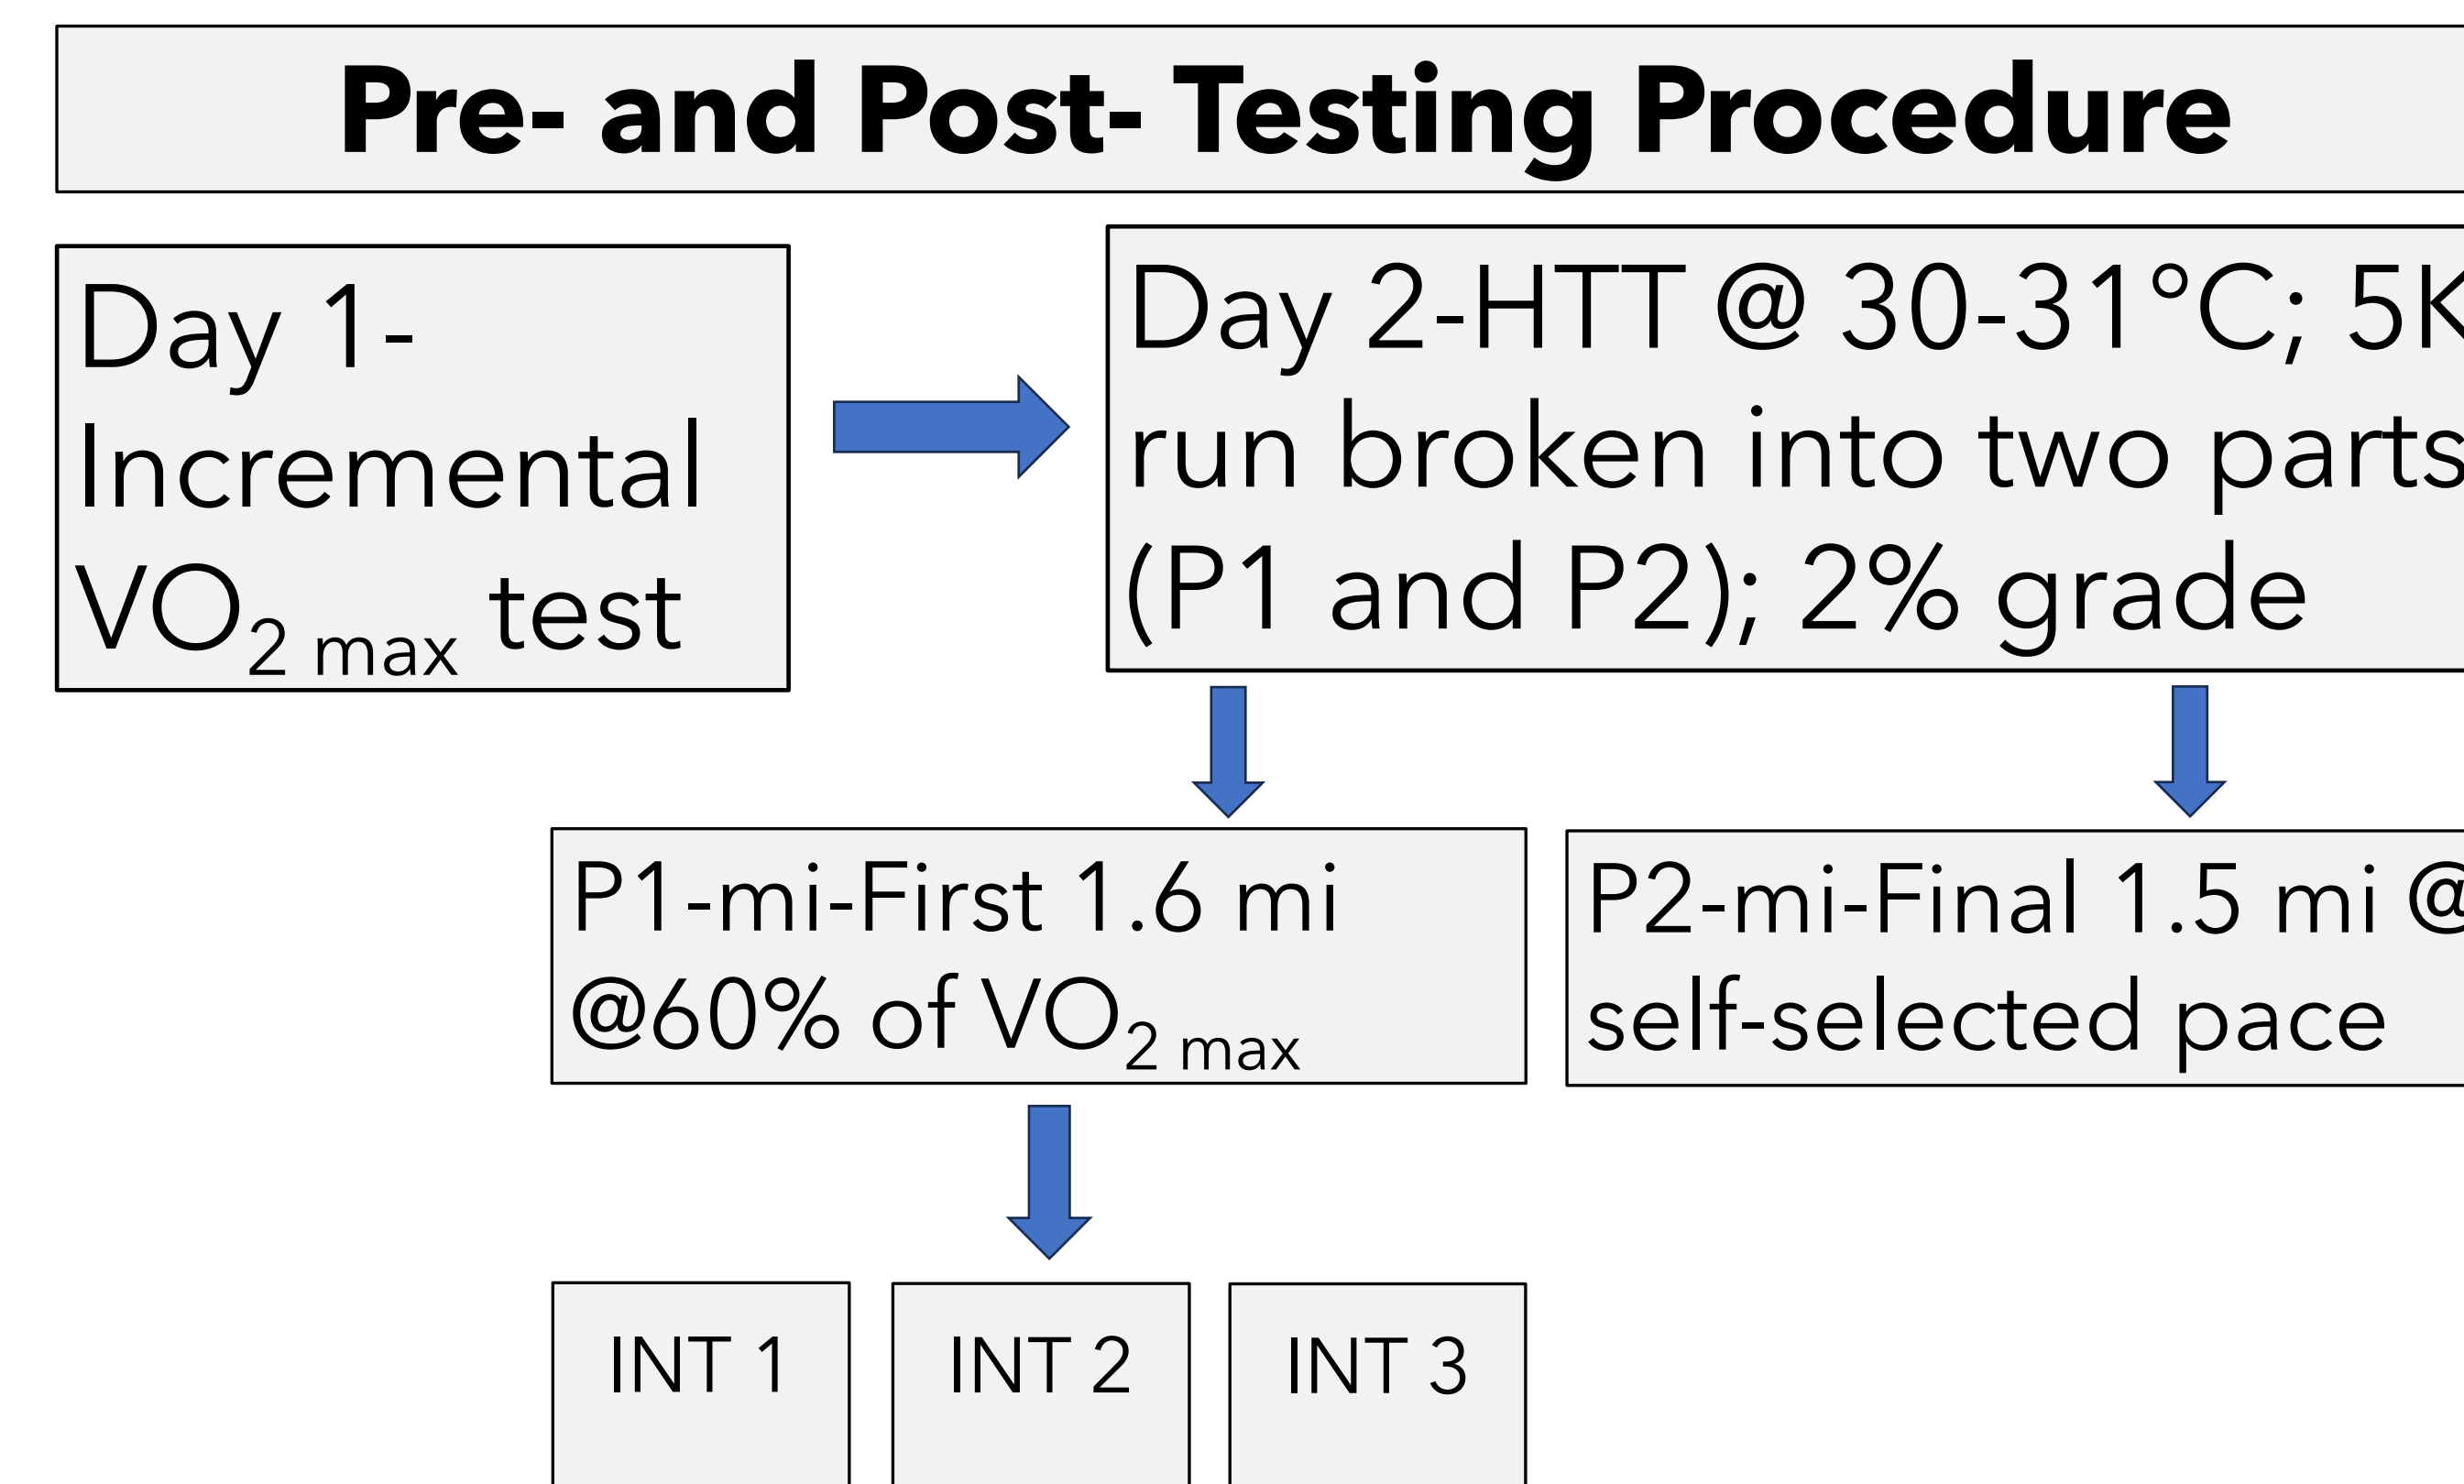 Pre- and Post- Testing Procedure
Day 1-
Incremental
VO₂ max test
Day 2-HTT @ 30-31°C; 5K
run broken into two parts
(P1 and P2); 2% grade
P1-mi-First 1.6 mi
@60% of VO₂ max
P2-mi-Final 1.5 mi @
self-selected pace
INT 1
INT 2
INT 3